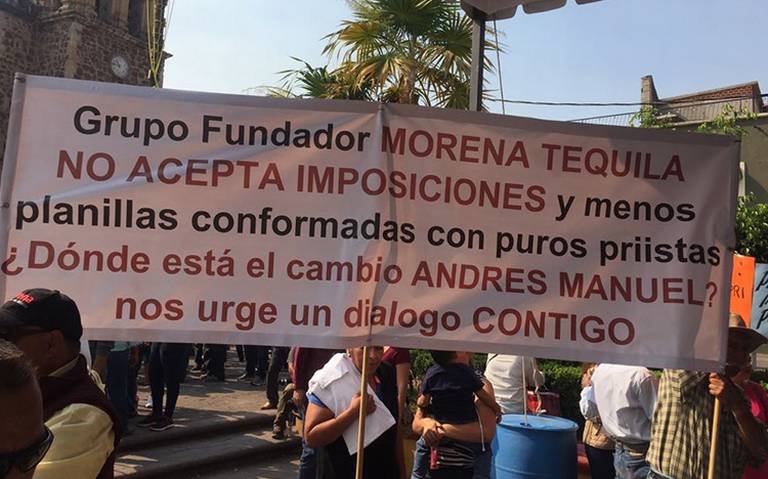 Grupo Fundador MORENA TEQUILA
NO ACEPTA IMPOSICIONES y menos
planillas conformadas con puros priistas
¿Dónde está el cambio ANDRES MANUEL?
nos urge un dialogo CONTIGO
RI